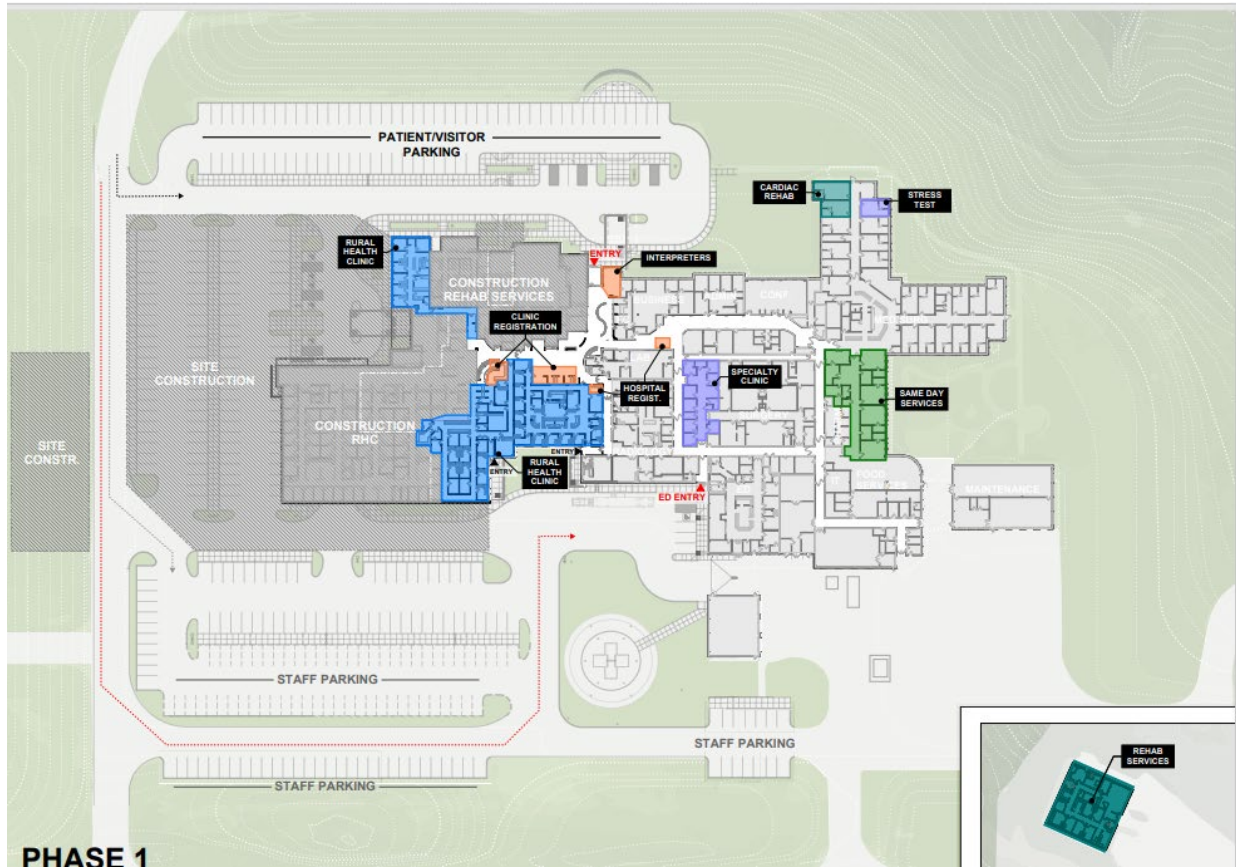 PATIENT/VISITOR
PARKING
CARDIAC
REHAB
STRESS
TEST
RURAL
HEALTH
CLINIC
ENTRY
INTERPRETERS
CONSTRUCTION
REHAB SERVICES
BUSINESS
ADMIN
CONF.
CLINIC
REGISTRATION
SITE
CONSTRUCTION
SPECIALTY
CLINIC
HOSPITAL
REGIST.
SAME DAY
SERVICES
CONSTRUCTION
RHC
SITE
CONSTR.
ENTRY
ENTRY
RURAL
HEALTH
CLINIC
ED ENTRY
IT
FOOD
SERVICES
MAINTENANCE
STAFF PARKING
STAFF PARKING
STAFF PARKING
REHAB
SERVICES
PHASE 1